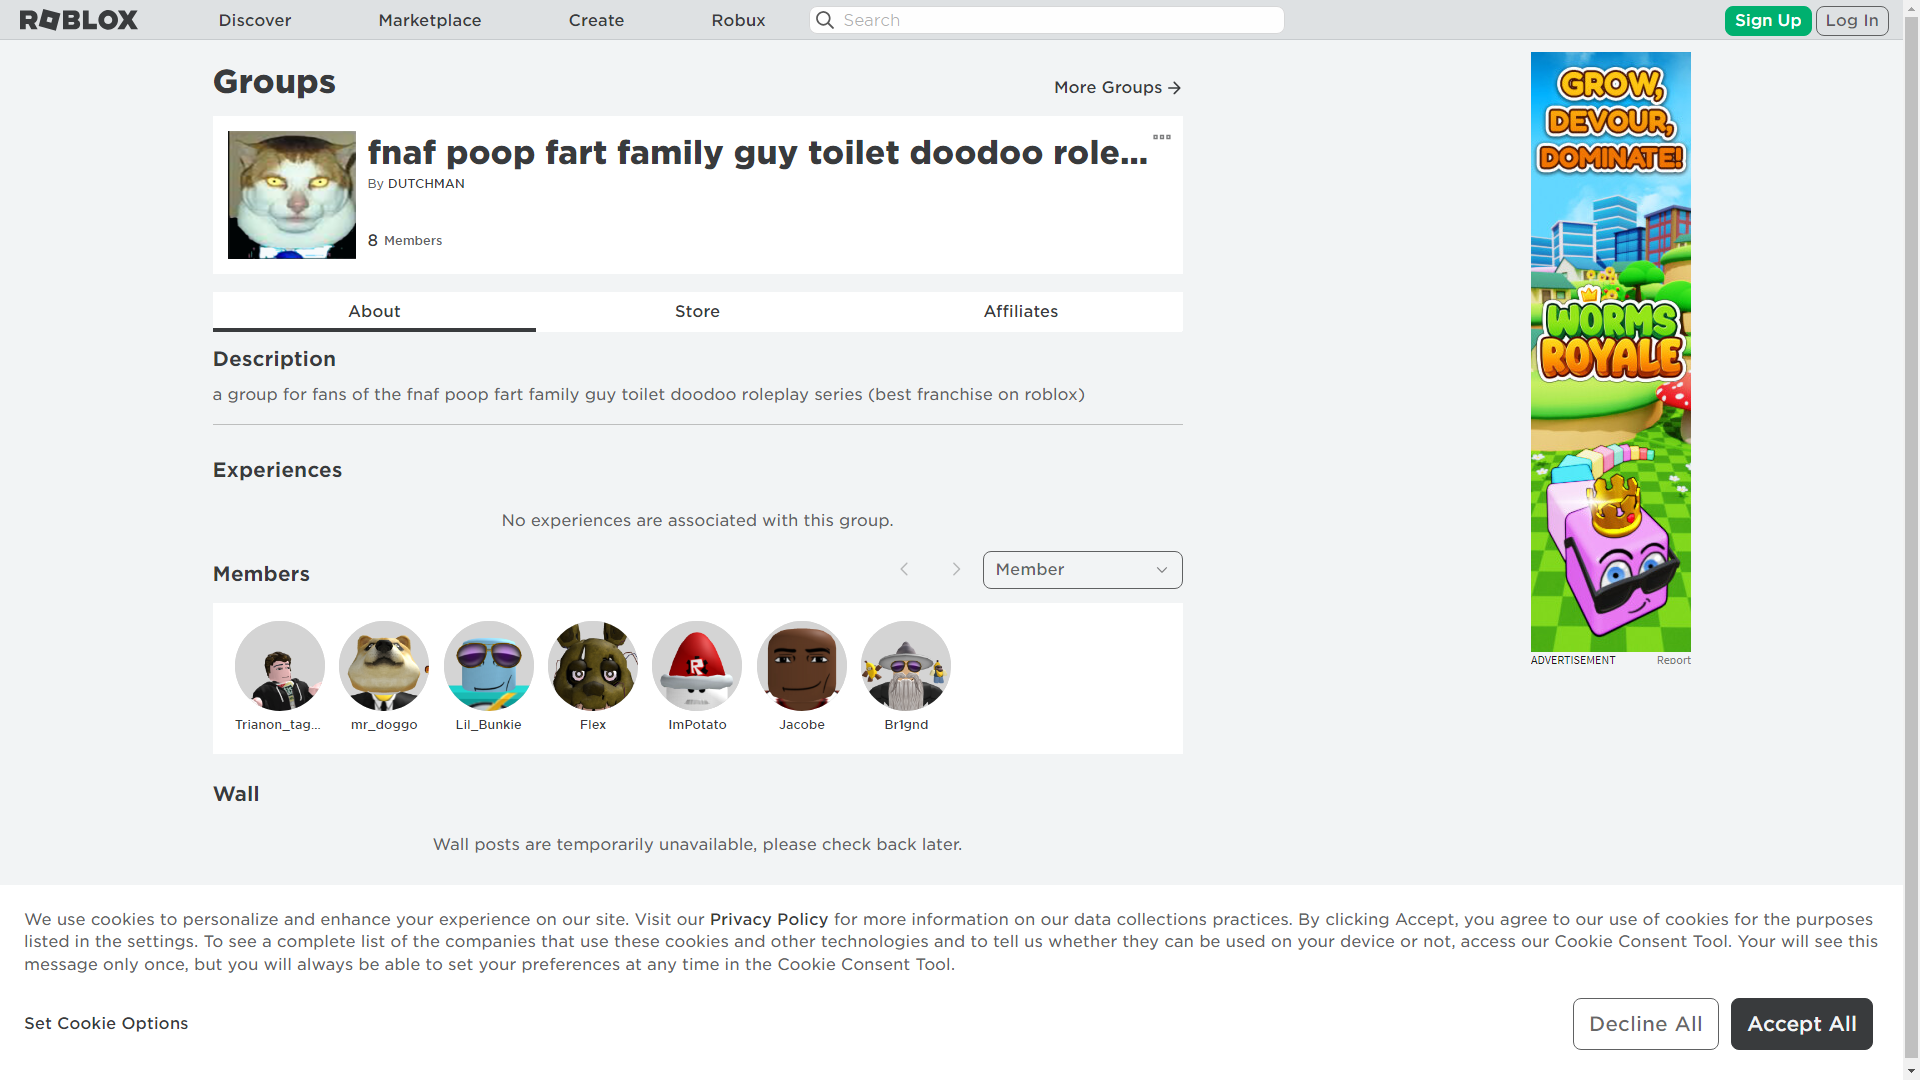 ROBLOX
Discover
Marketplace
Create
Robux
Search
Sign Up
Log In
Groups
More Groups
fnaf poop fart family guy toilet doodoo role...
By DUTCHMAN
8 Members
About
Store
Affiliates
Description
a group for fans of the fnaf poop fart family guy toilet doodoo roleplay series (best franchise on roblox)
Experiences
No experiences are associated with this group.
Members
Member
Trianon_tag...
mr_doggo
Lil_Bunkie
Flex
ImPotato
Jacobe
Br1gnd
Wall
Wall posts are temporarily unavailable, please check back later.
GROW,
DEVOUR,
DOMINATE!
WORMS
ROYALE
ADVERTISEMENT
Report
We use cookies to personalize and enhance your experience on our site. Visit our Privacy Policy for more information on our data collections practices. By clicking Accept, you agree to our use of cookies for the purposes
listed in the settings. To see a complete list of the companies that use these cookies and other technologies and to tell us whether they can be used on your device or not, access our Cookie Consent Tool. Your will see this
message only once, but you will always be able to set your preferences at any time in the Cookie Consent Tool.
Set Cookie Options
Decline All
Accept All